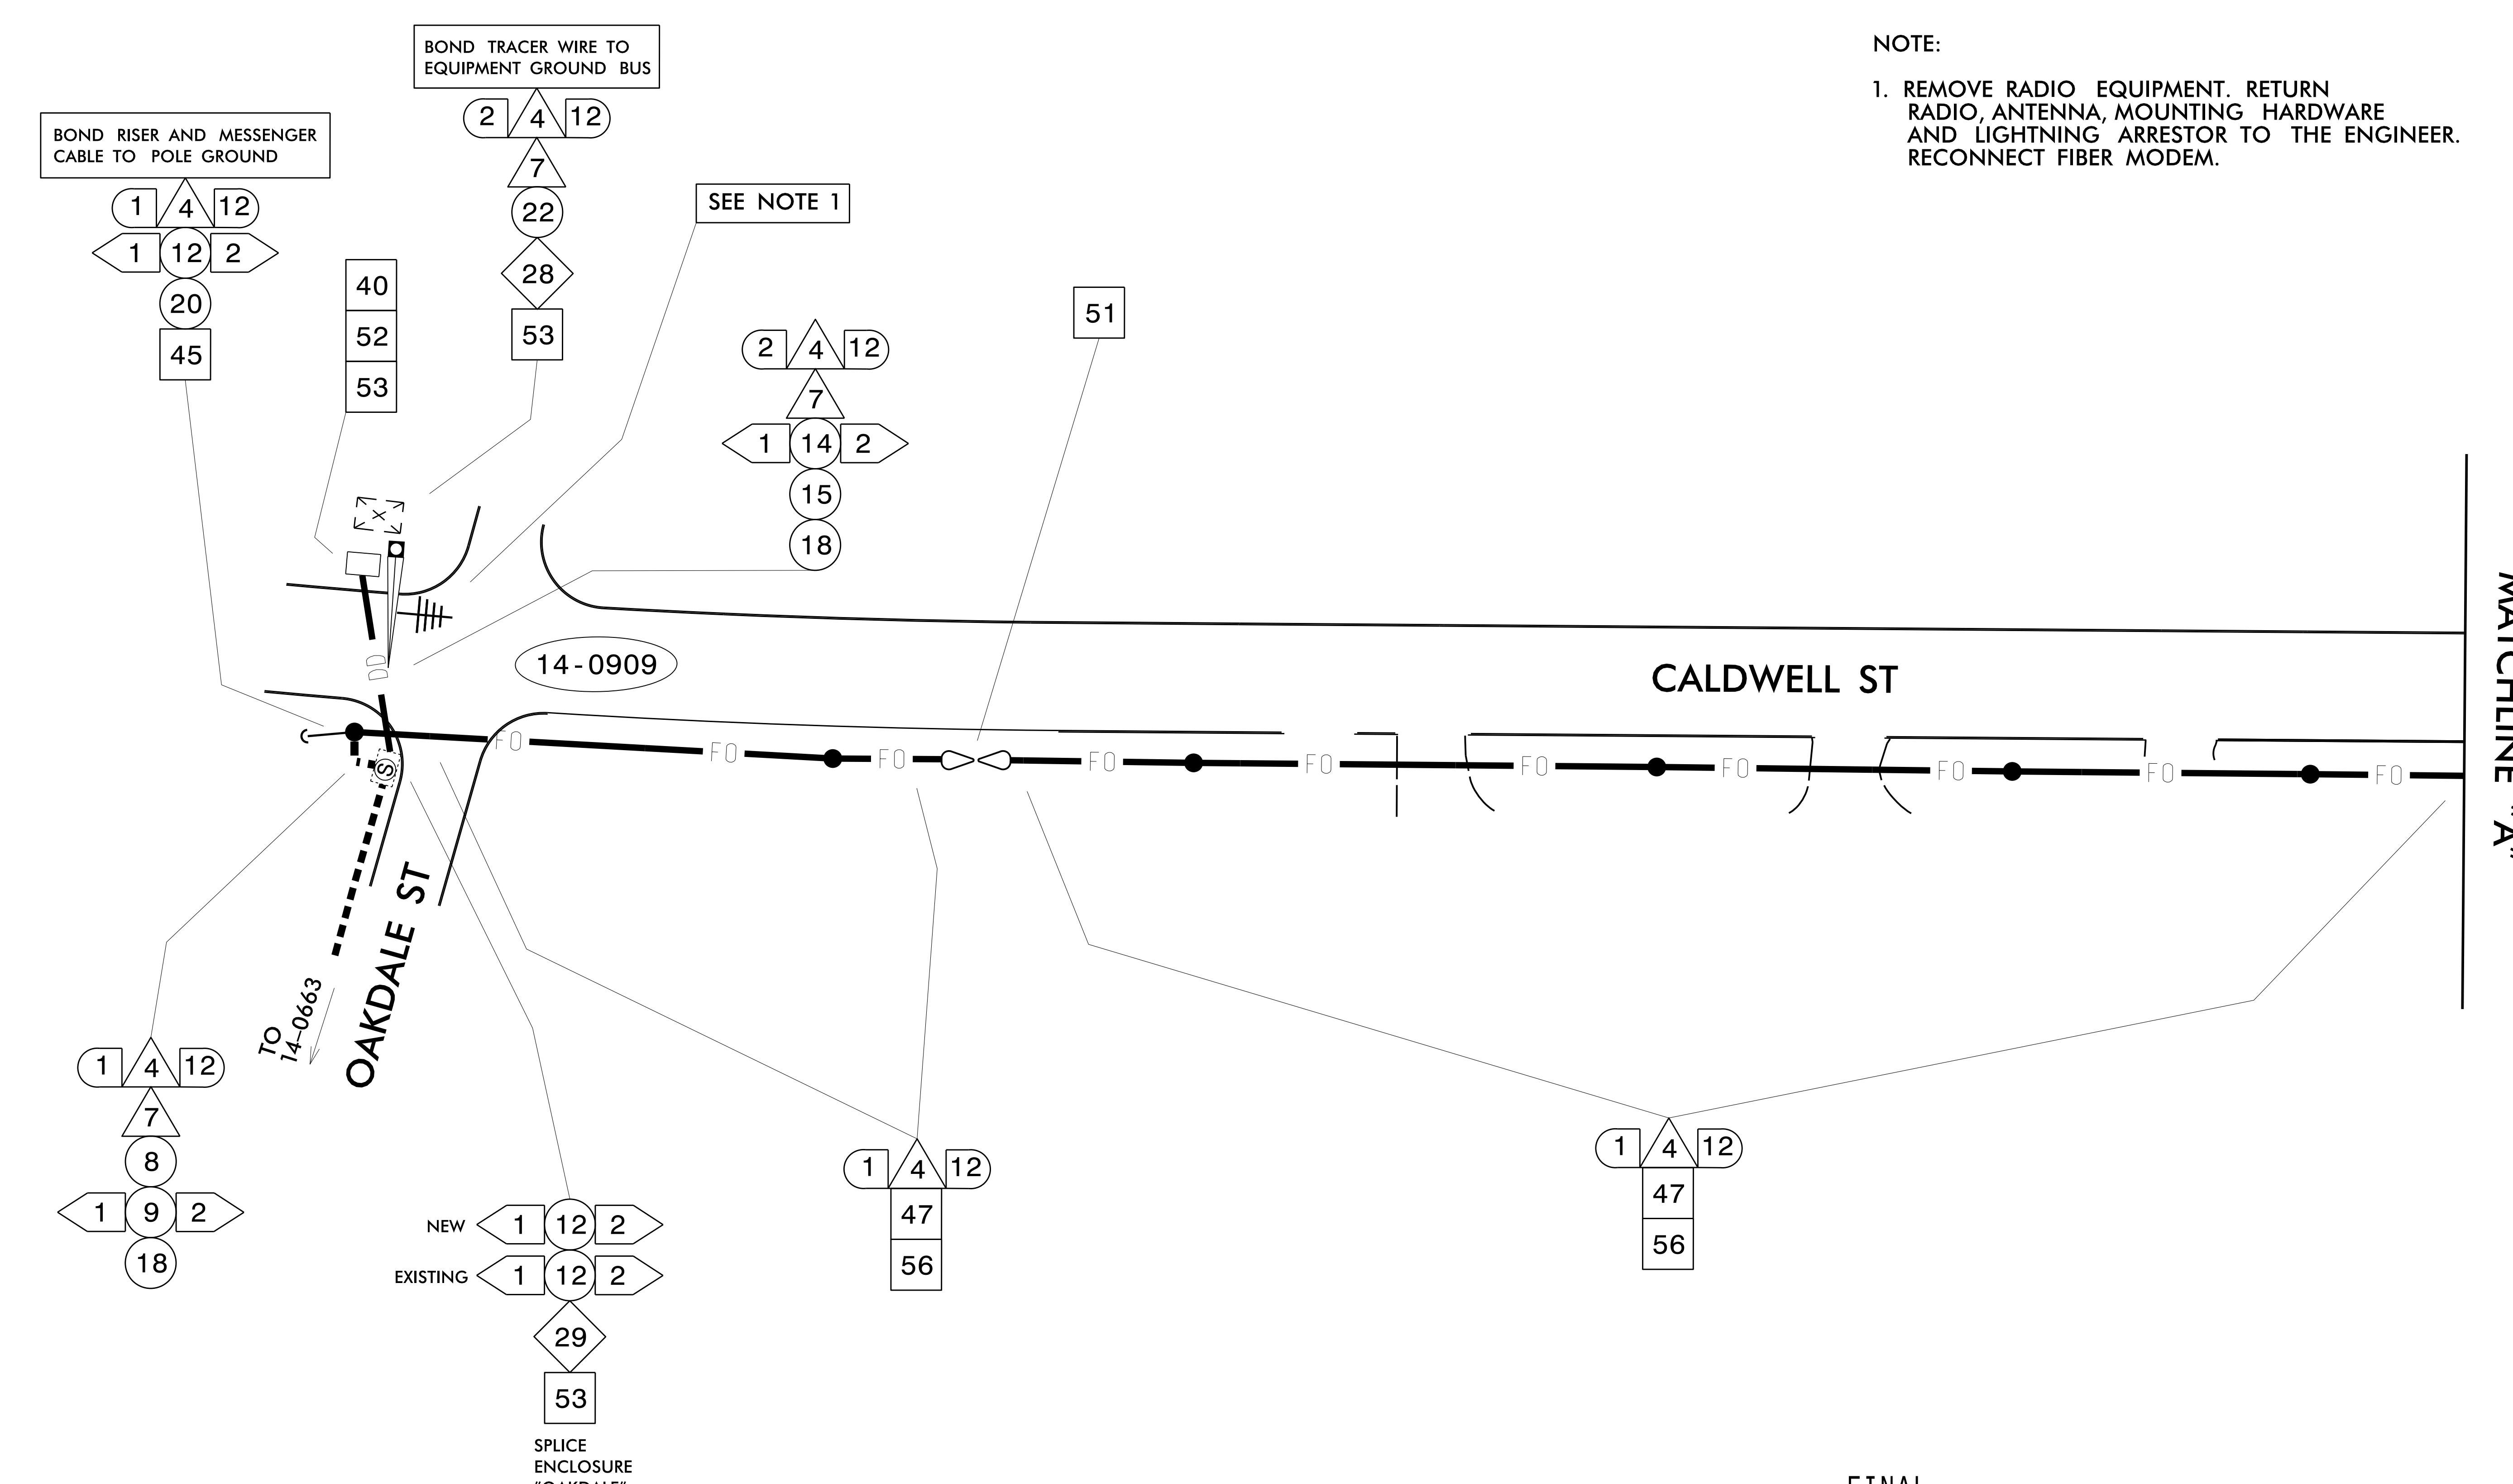 BOND TRACER WIRE TO
EQUIPMENT GROUND BUS
2 4 12
7
22
28
53
NOTE:
1. REMOVE RADIO EQUIPMENT. RETURN
RADIO, ANTENNA, MOUNTING HARDWARE
AND LIGHTNING ARRESTOR TO THE ENGINEER.
RECONNECT FIBER MODEM.
BOND RISER AND MESSENGER
CABLE TO POLE GROUND
1 4 12
1 12 2
20
45
40
52
53
SEE NOTE 1
2 4 12
7
1 14 2
15
18
51
14-0909
CALDWELL ST
MATCHLINE "A"
D
D
FO
FO
FO
FO
FO
FO
FO
FO
FO
FO
S
OAKDALE ST
TO
14-0663
1 4 12
7
8
1 9 2
18
NEW 1 12 2
EXISTING 1 12 2
29
53
SPLICE
ENCLOSURE
"OAKDALE"
1 4 12
47
56
1 4 12
47
56
FINAL